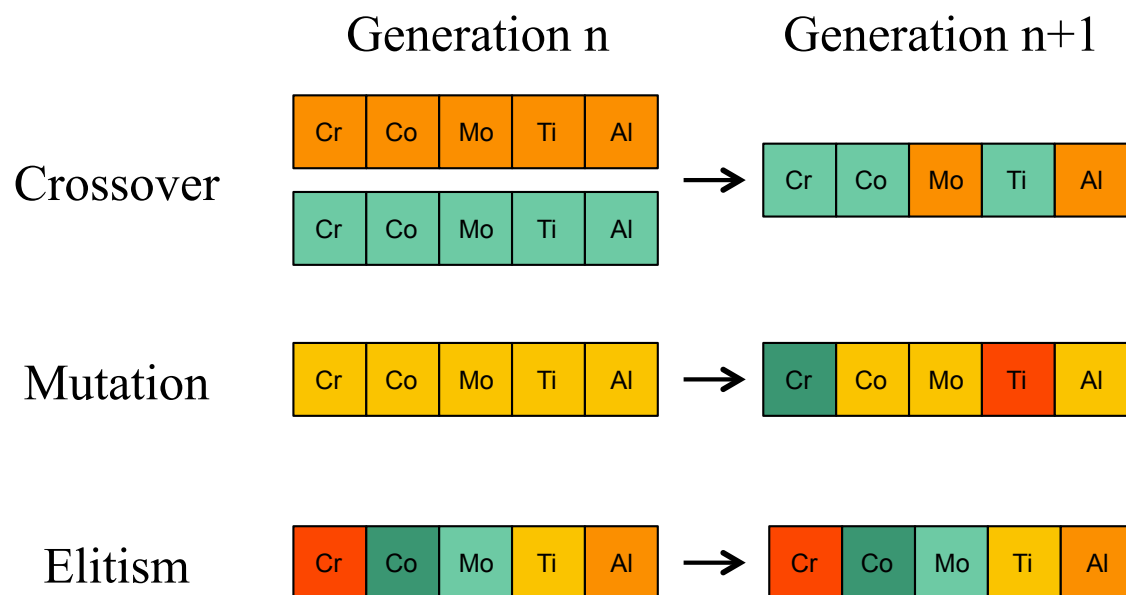 Generation n Generation n+1
Cr Co Mo Ti Al
Crossover Cr Co Mo Ti Al
Cr Co Mo Ti Al
Mutation Cr Co Mo Ti Al Cr Co Mo Ti Al
Elitism Cr Co Mo Ti Al Cr Co Mo Ti Al